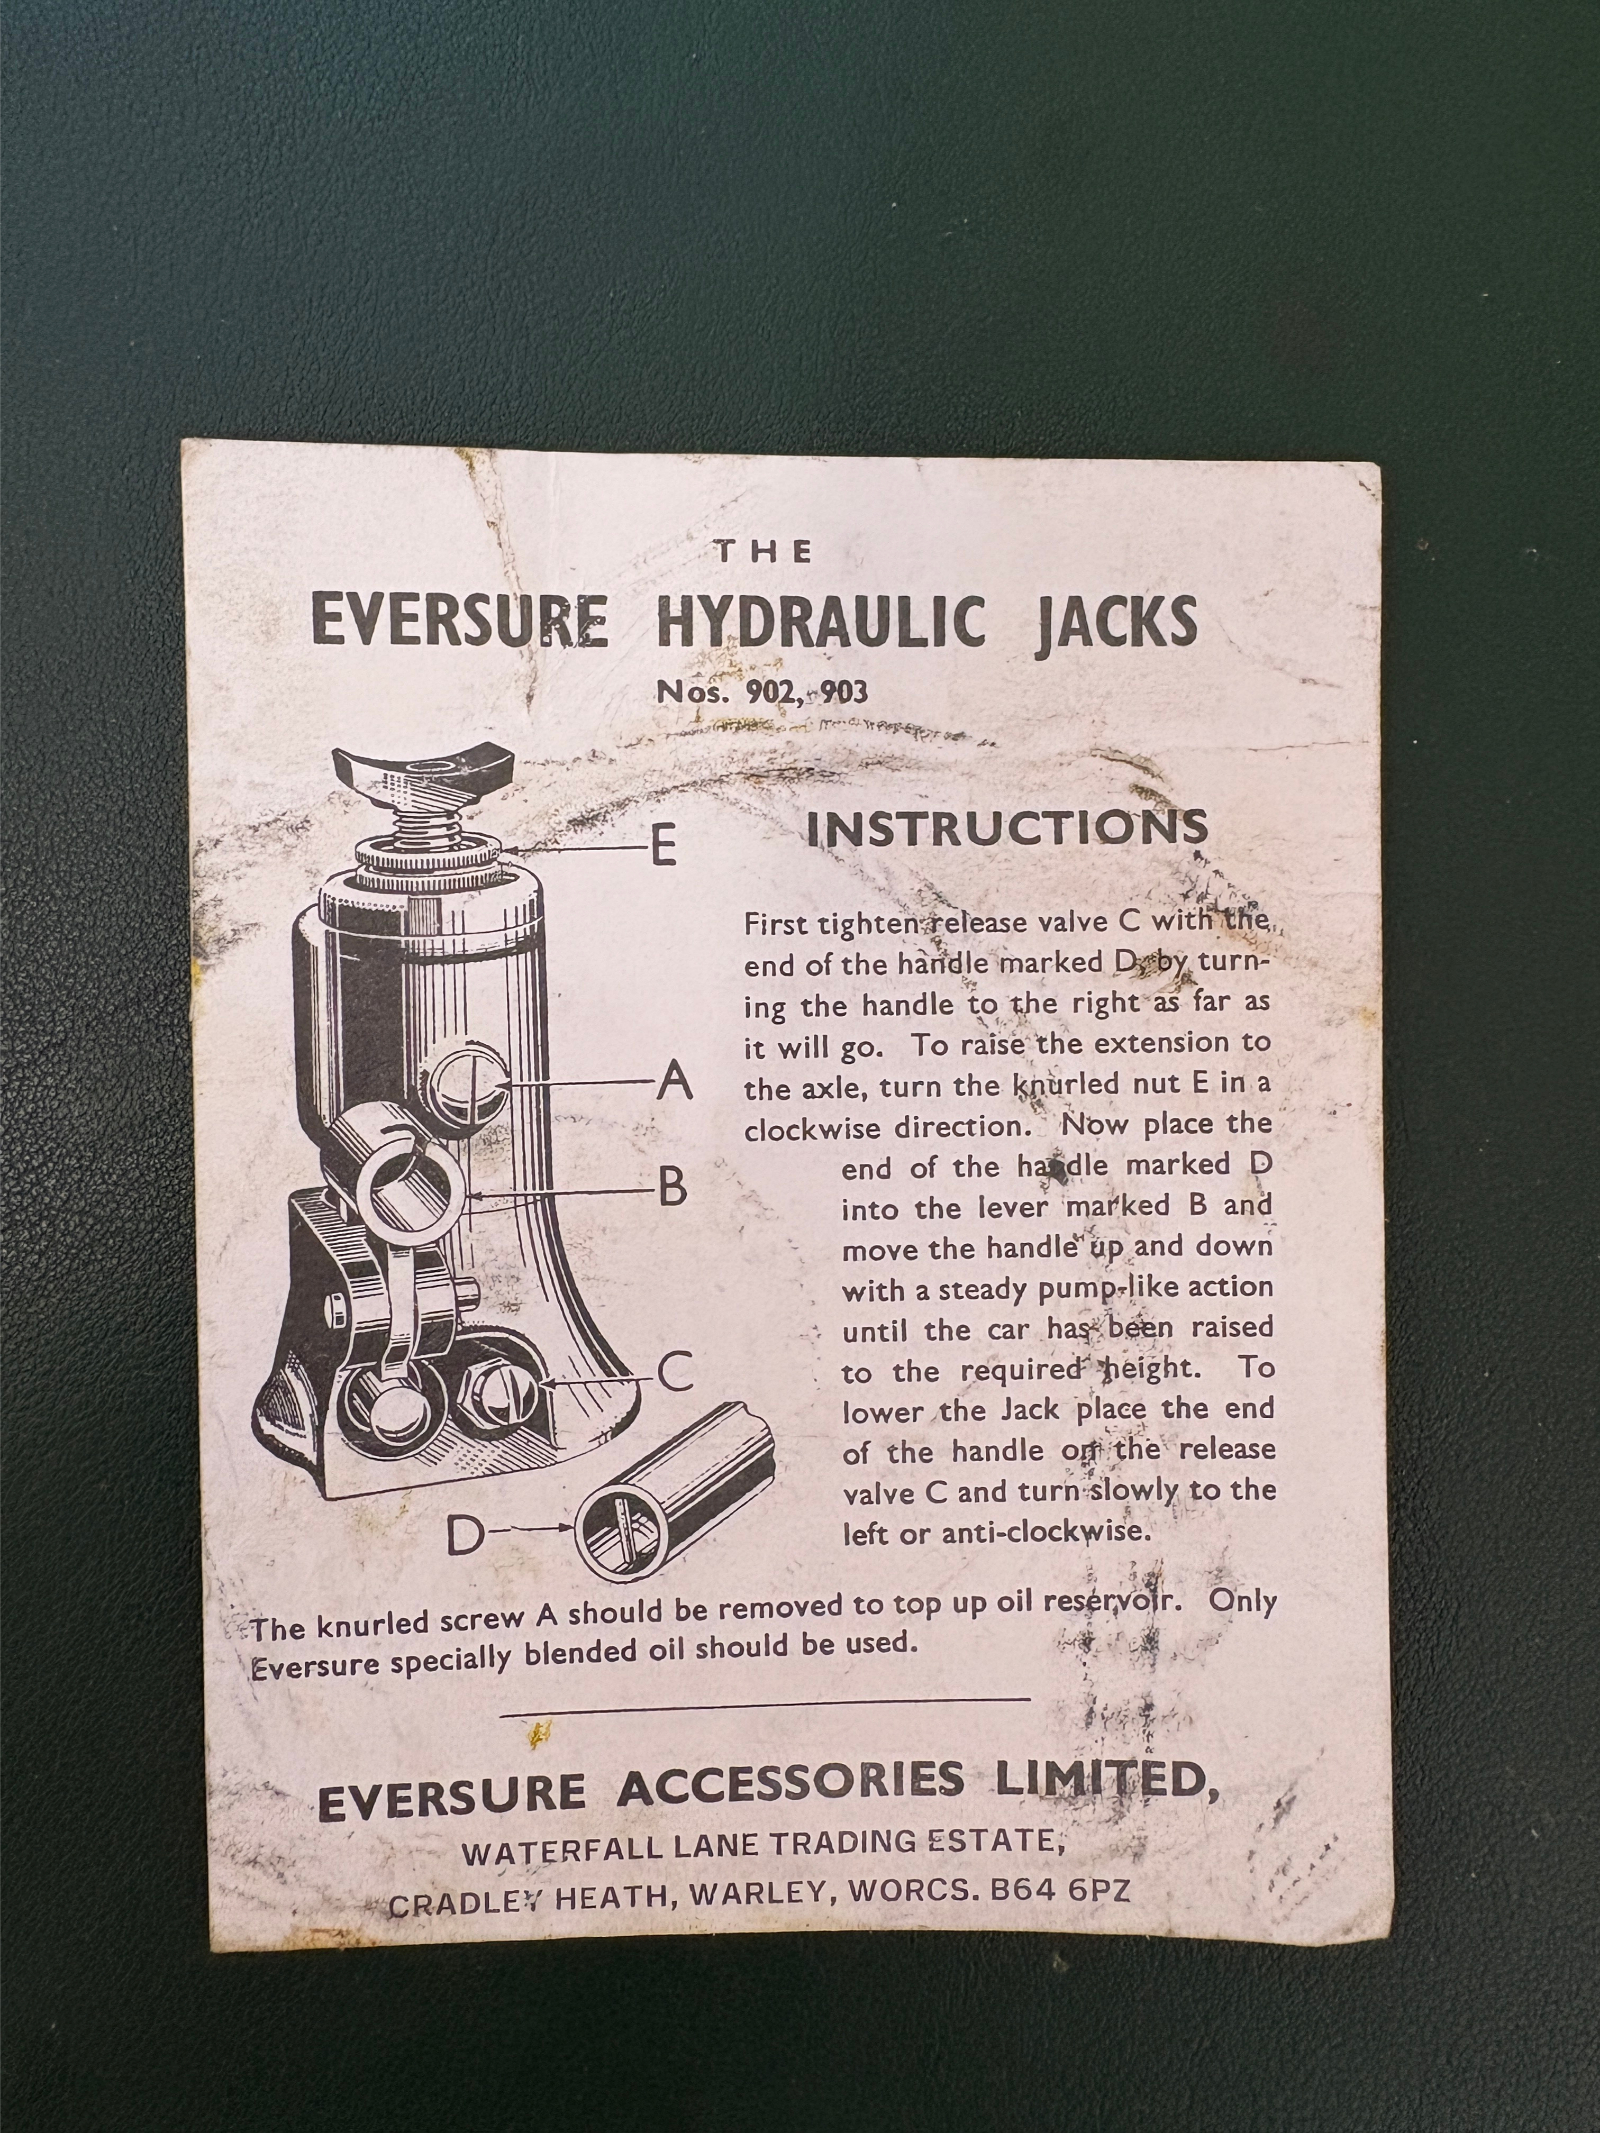 THE
EVERSURE HYDRAULIC JACKS
Nos. 902, 903
E
A
B
C
D
INSTRUCTIONS
First tighten release valve C with the
end of the handle marked D, by turn-
ing the handle to the right as far as
it will go. To raise the extension to
the axle, turn the knurled nut E in a
clockwise direction. Now place the
end of the handle marked D
into the lever marked B and
move the handle up and down
with a steady pump-like action
until the car has been raised
to the required height. To
lower the Jack place the end
of the handle on the release
valve C and turn slowly to the
left or anti-clockwise.
The knurled screw A should be removed to top up oil reservoir. Only
Eversure specially blended oil should be used.
EVERSURE ACCESSORIES LIMITED,
WATERFALL LANE TRADING ESTATE,
CRADLEY HEATH, WARLEY, WORCS. B64 6PZ